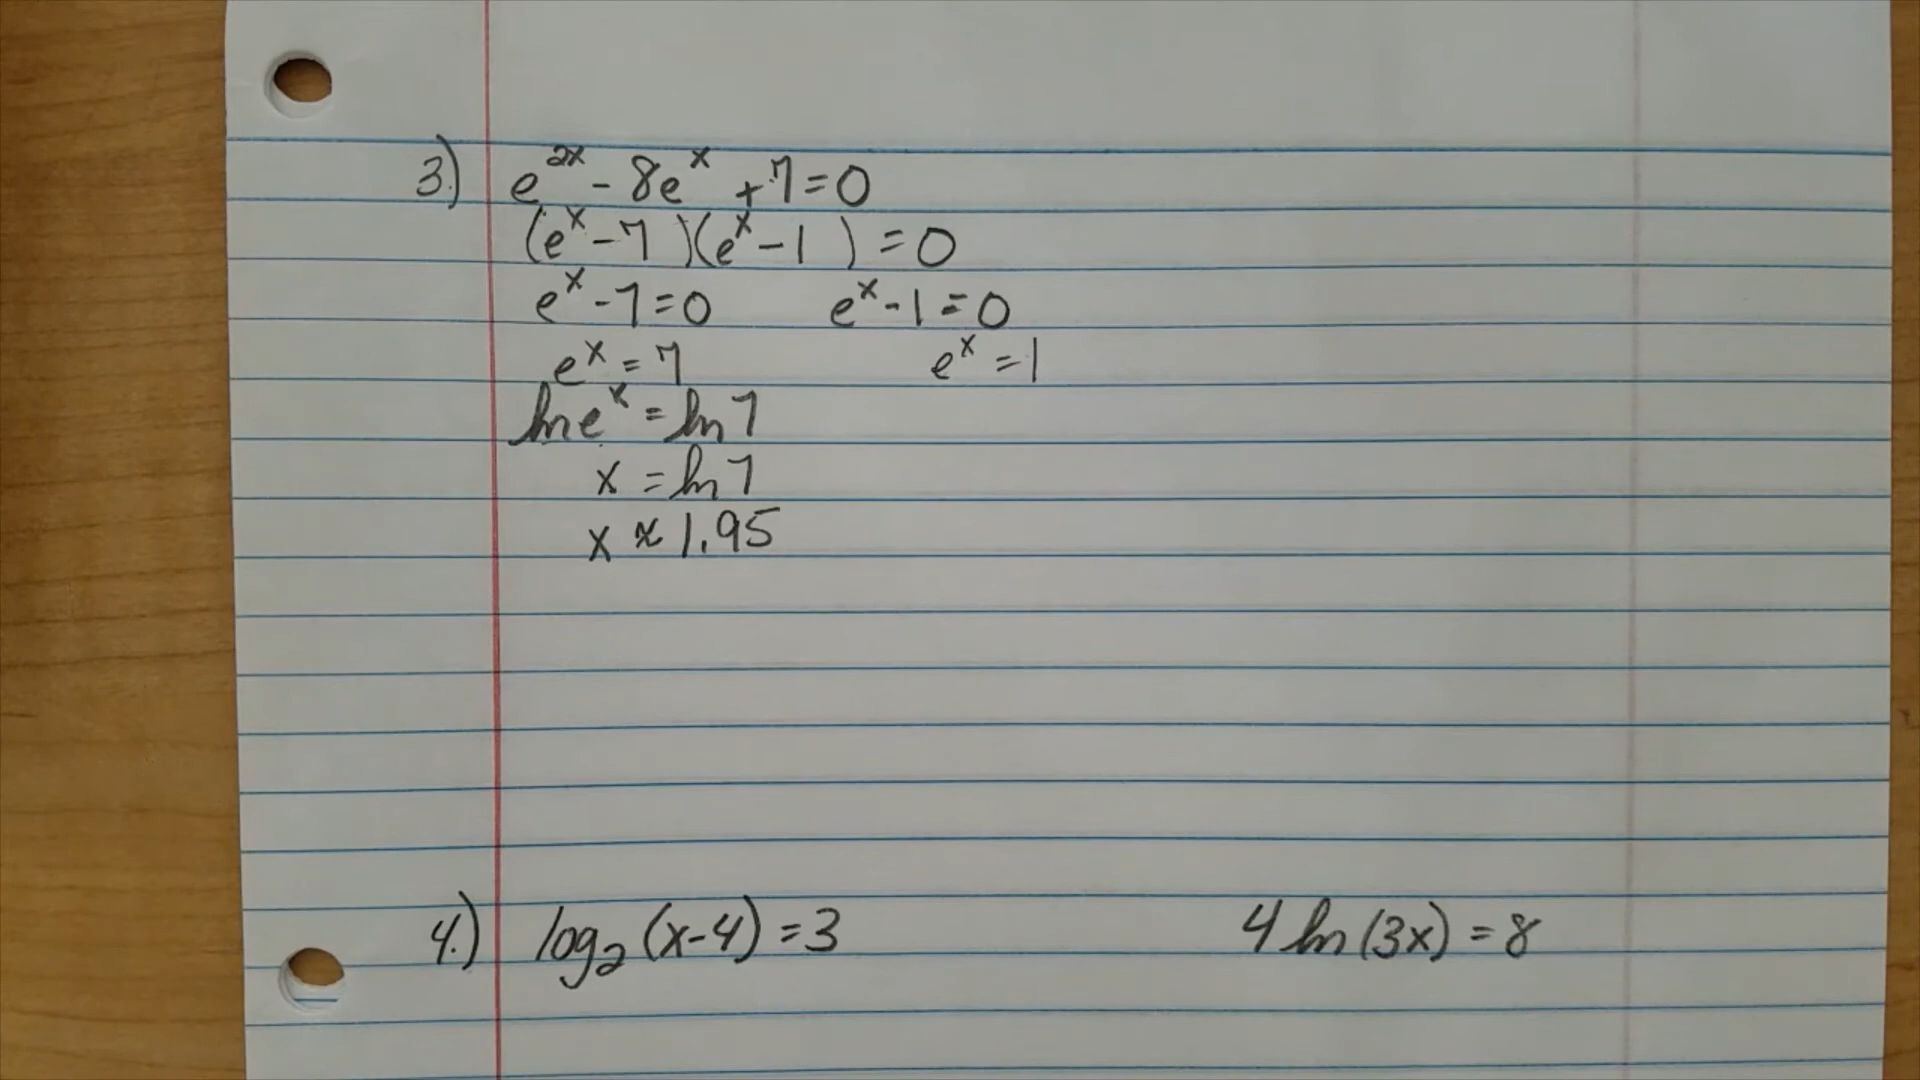 3.) e^2x - 8e^x + 7 = 0
(e^x - 7)(e^x - 1) = 0
e^x - 7 = 0 e^x - 1 = 0
e^x = 7 e^x = 1
ln e^x = ln 7
x = ln 7
x ≈ 1.95
4.) log₂ (x-4) = 3 4 ln (3x) = 8